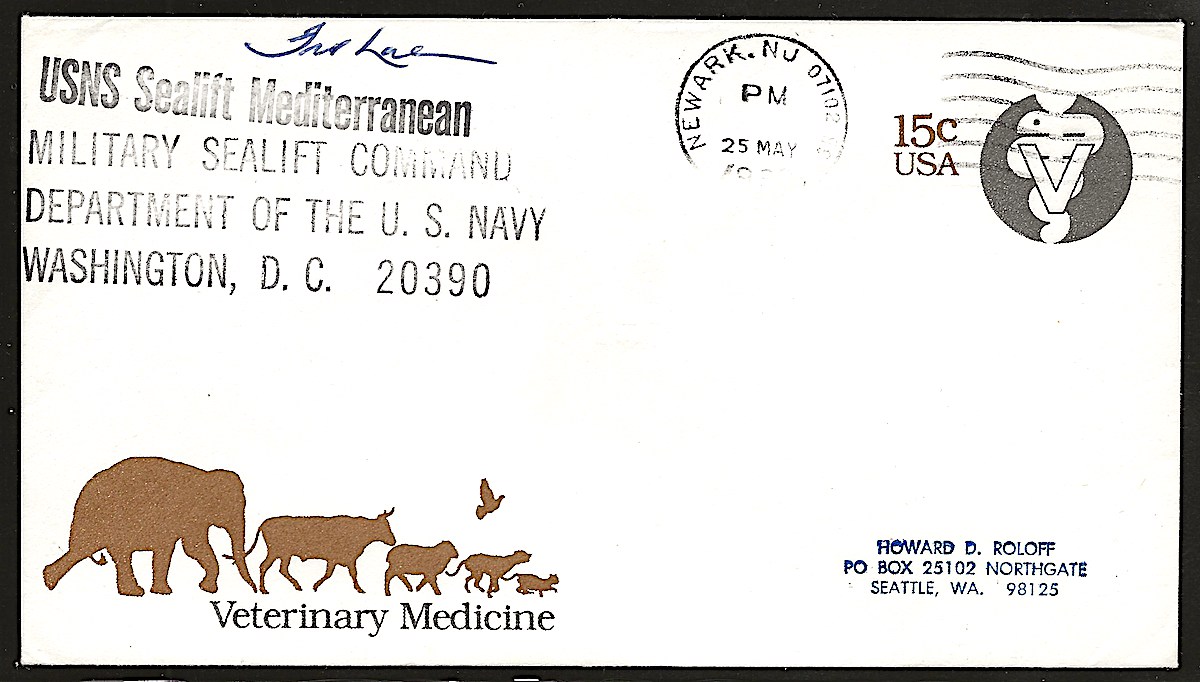 USNS Sealift Mediterranean
MILITARY SEALIFT COMMAND
DEPARTMENT OF THE U. S. NAVY
WASHINGTON, D. C. 20390
NEWARK, NJ 07102
PM
25 MAY
15c
USA
V
Veterinary Medicine
HOWARD D. ROLOFF
PO BOX 25102 NORTHGATE
SEATTLE, WA. 98125